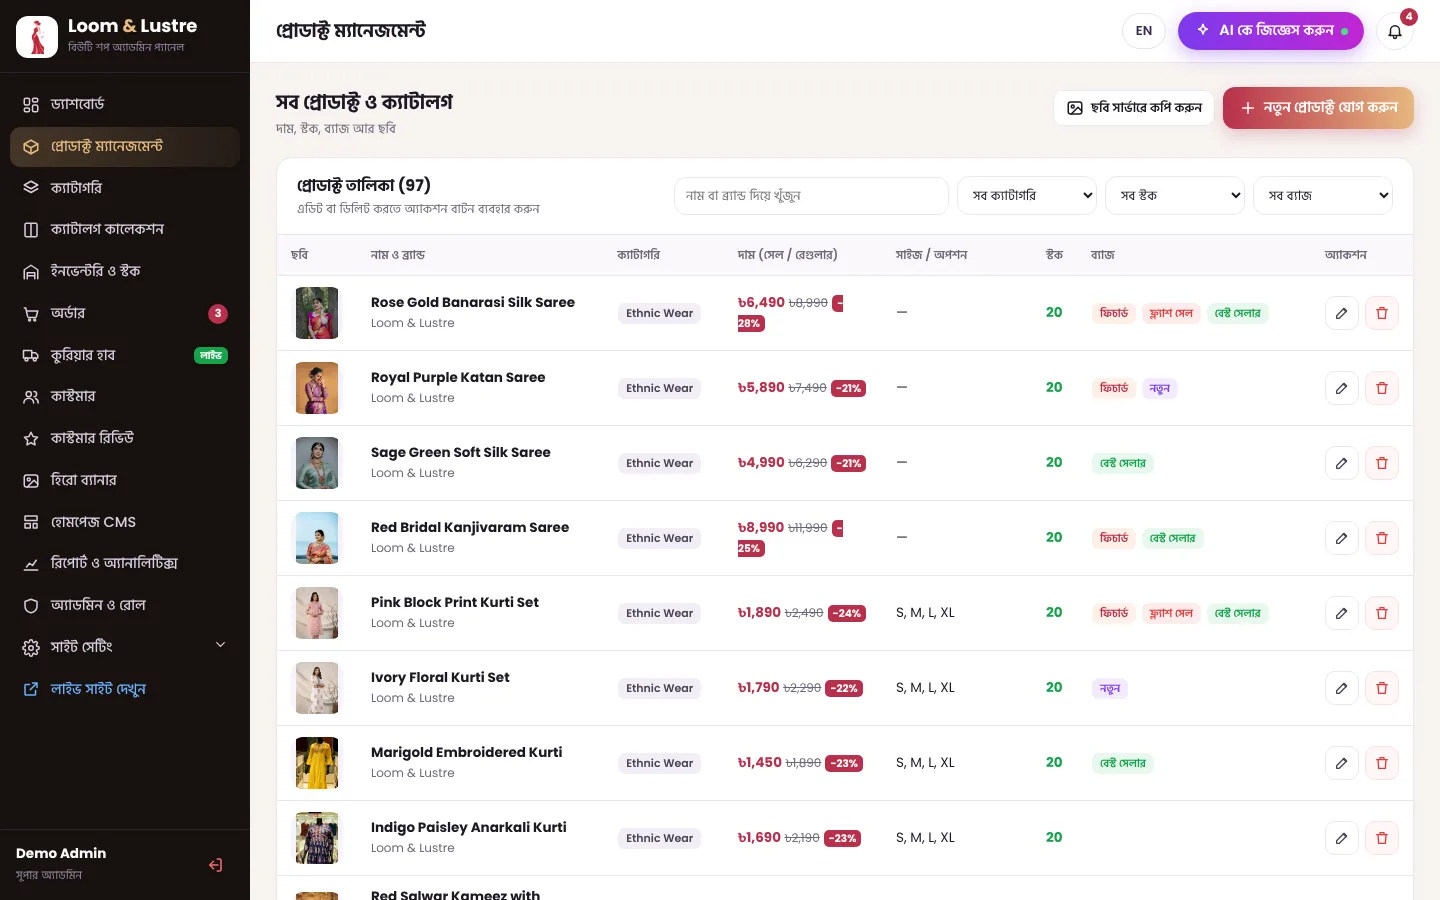 Loom & Lustre
বিউটি শপ অ্যাডমিন প্যানেল
ড্যাশবোর্ড
প্রোডাক্ট ম্যানেজমেন্ট
ক্যাটাগরি
ক্যাটালগ কালেকশন
ইনভেন্টরি ও স্টক
অর্ডার 3
কুরিয়ার হাব লাইভ
কাস্টমার
কাস্টমার রিভিউ
হিরো ব্যানার
হোমপেজ CMS
রিপোর্ট ও অ্যানালিটিক্স
অ্যাডমিন ও রোল
সাইট সেটিং
লাইভ সাইট দেখুন
Demo Admin
সুপার অ্যাডমিন
প্রোডাক্ট ম্যানেজমেন্ট
EN
AI কে জিজ্ঞেস করুন
4
সব প্রোডাক্ট ও ক্যাটালগ
দাম, স্টক, ব্যাজ আর ছবি
ছবি সার্ভারে কপি করুন
নতুন প্রোডাক্ট যোগ করুন
প্রোডাক্ট তালিকা (97)
এডিট বা ডিলিট করতে অ্যাকশন বাটন ব্যবহার করুন
নাম বা ব্র্যান্ড দিয়ে খুঁজুন
সব ক্যাটাগরি
সব স্টক
সব ব্যাজ
ছবি নাম ও ব্র্যান্ড ক্যাটাগরি দাম (সেল / রেগুলার) সাইজ / অপশন স্টক ব্যাজ অ্যাকশন
Rose Gold Banarasi Silk Saree
Loom & Lustre
Ethnic Wear
৳6,490 ৳8,990 -
28%
— 20 ফিচার্ড ফ্ল্যাশ সেল বেস্ট সেলার
Royal Purple Katan Saree
Loom & Lustre
Ethnic Wear ৳5,890 ৳7,490 -21% — 20 ফিচার্ড নতুন
Sage Green Soft Silk Saree
Loom & Lustre
Ethnic Wear ৳4,990 ৳6,290 -21% — 20 বেস্ট সেলার
Red Bridal Kanjivaram Saree
Loom & Lustre
Ethnic Wear
৳8,990 ৳11,990 -
25%
— 20 ফিচার্ড বেস্ট সেলার
Pink Block Print Kurti Set
Loom & Lustre
Ethnic Wear ৳1,890 ৳2,490 -24% S, M, L, XL 20 ফিচার্ড ফ্ল্যাশ সেল বেস্ট সেলার
Ivory Floral Kurti Set
Loom & Lustre
Ethnic Wear ৳1,790 ৳2,290 -22% S, M, L, XL 20 নতুন
Marigold Embroidered Kurti
Loom & Lustre
Ethnic Wear ৳1,450 ৳1,890 -23% S, M, L, XL 20 বেস্ট সেলার
Indigo Paisley Anarkali Kurti
Loom & Lustre
Ethnic Wear ৳1,690 ৳2,190 -23% S, M, L, XL 20
Red Salwar Kameez with